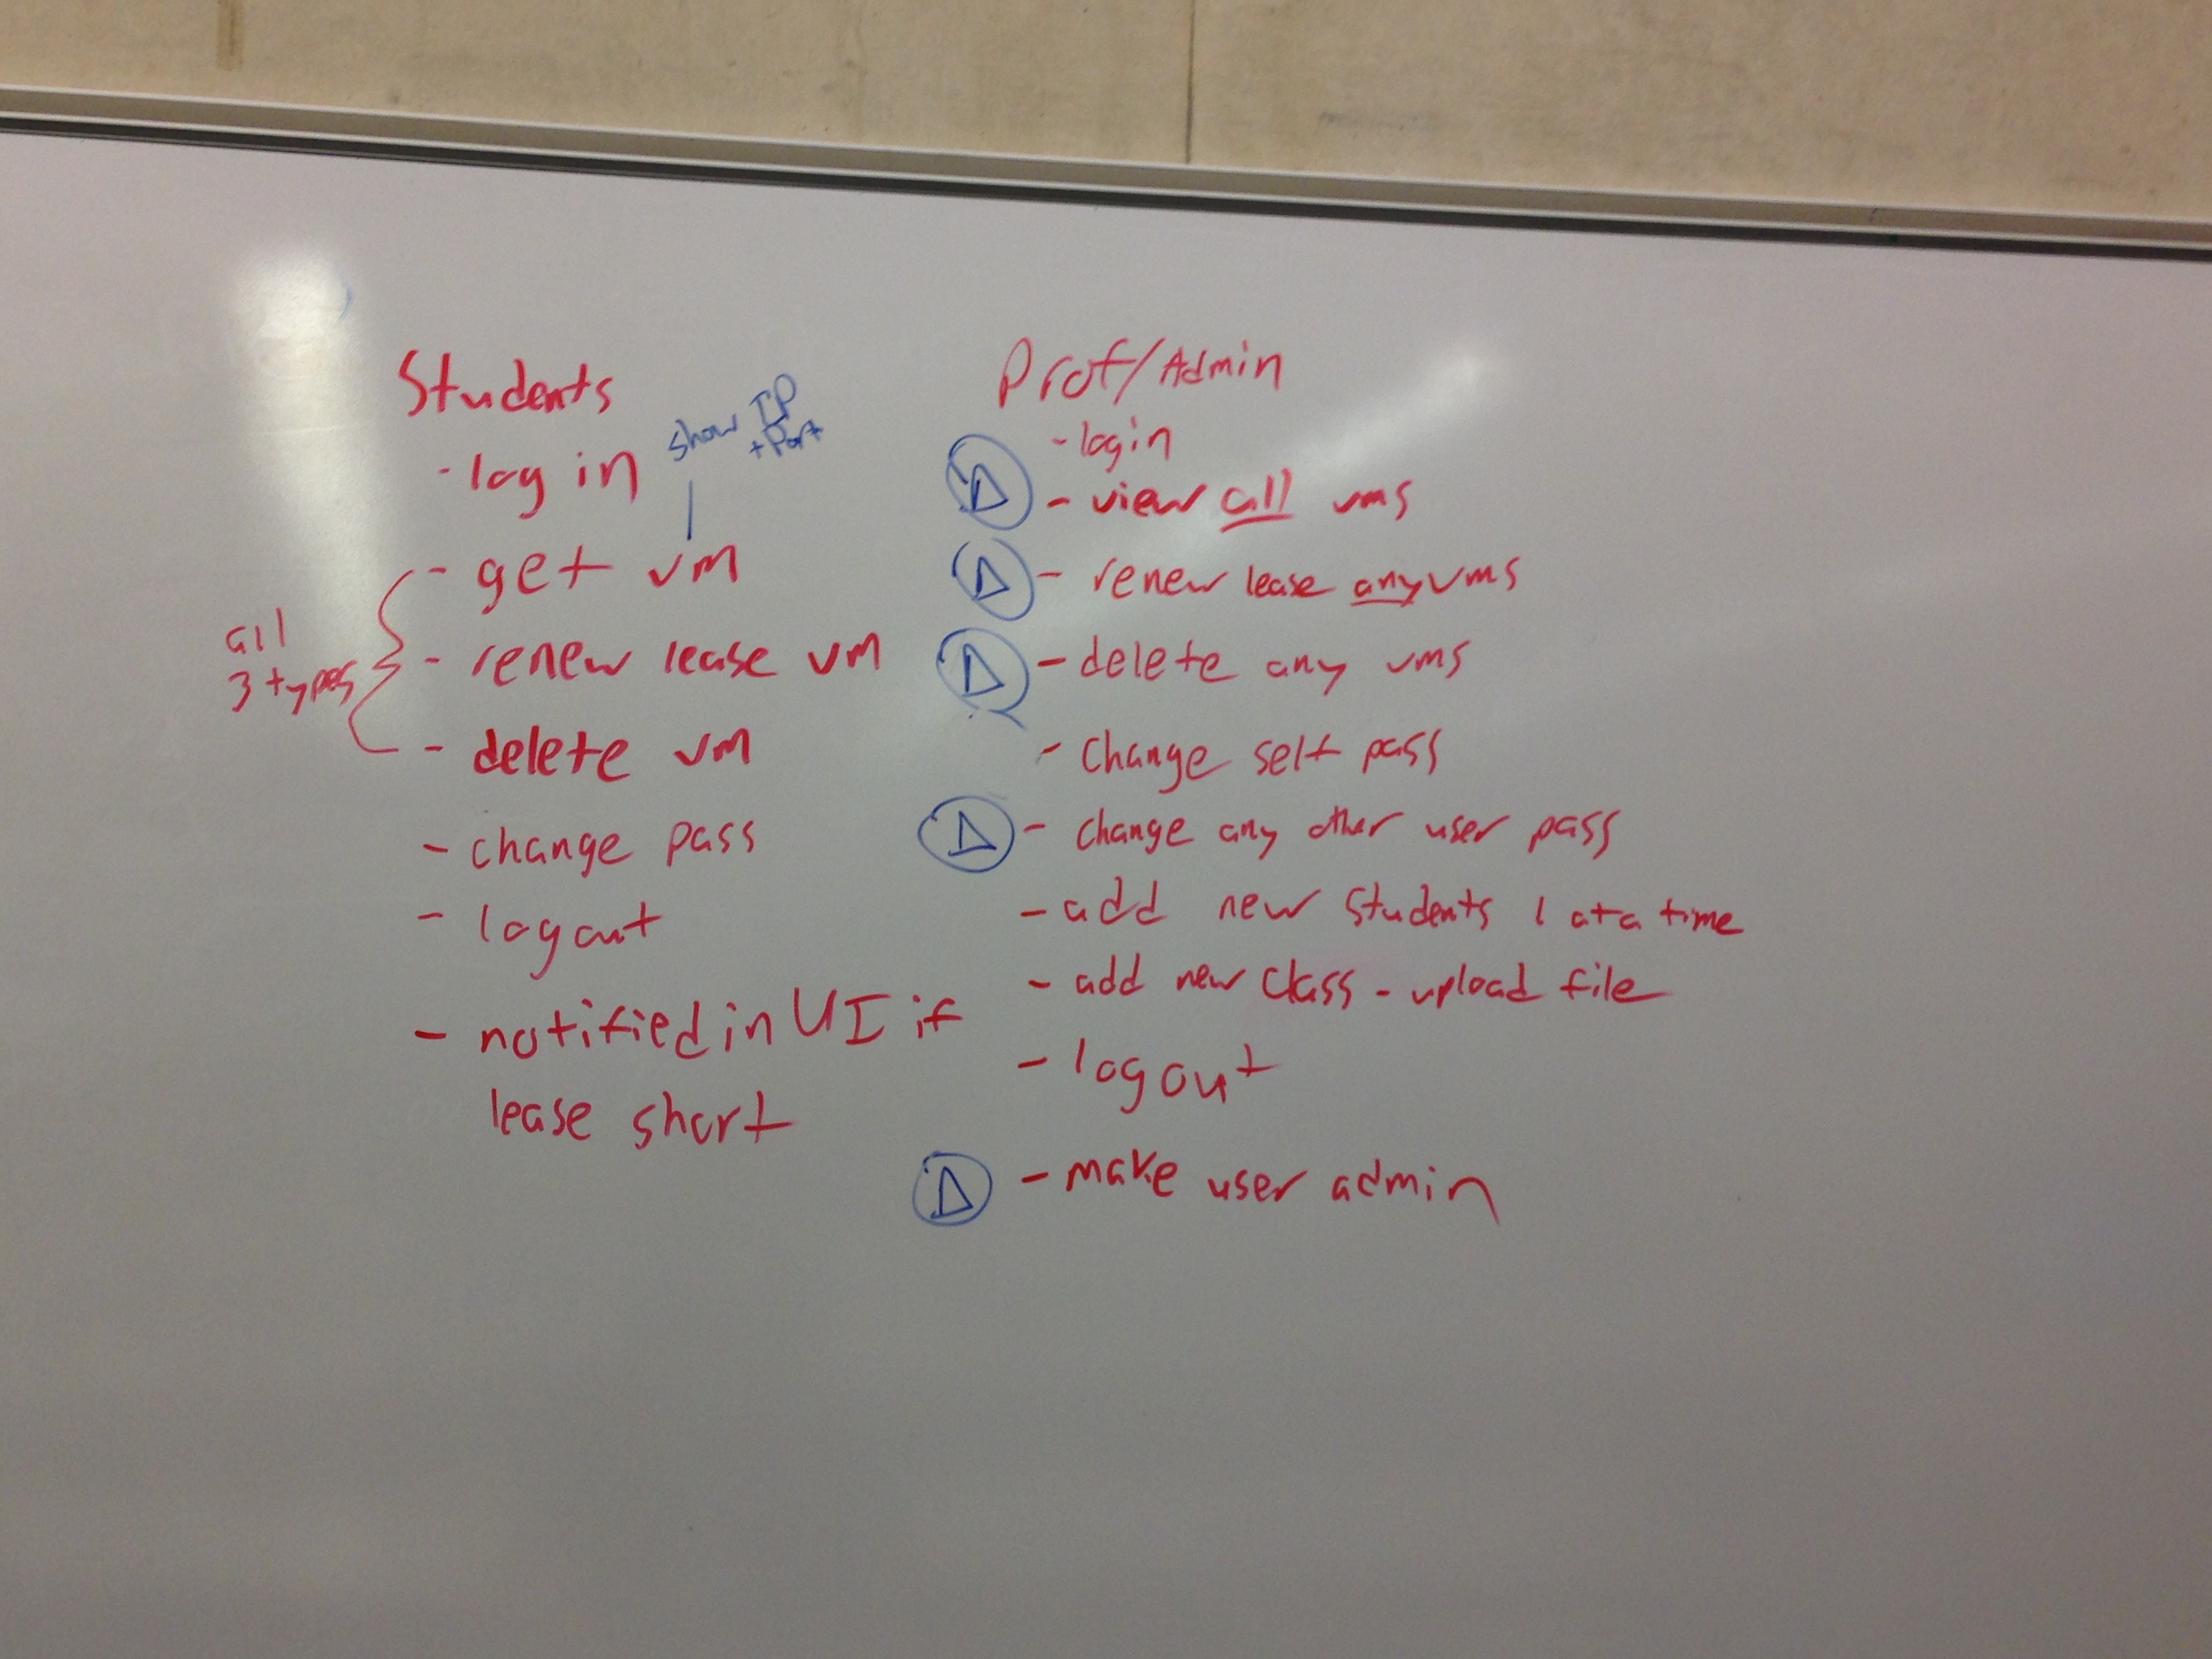 Students
- log in
show IP
+ Port
- get vm
- renew lease vm
- delete vm
all
3 types
- change pass
- logout
- notified in UI if
lease short
Prof/Admin
- login
- view all vms
- renew lease any vms
- delete any vms
- change self pass
- change any other user pass
- add new students 1 at a time
- add new class - upload file
- logout
- make user admin